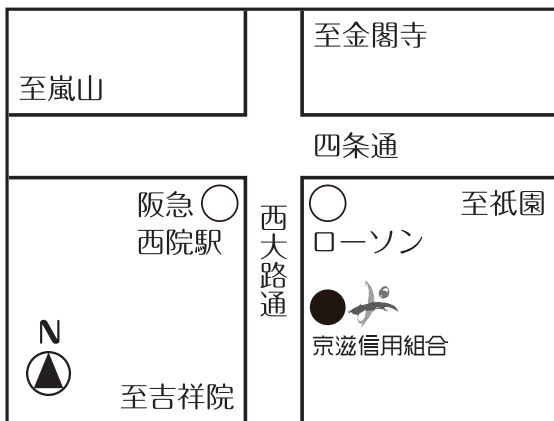 至金閣寺
至嵐山
四条通
阪急
西院駅
西大路通
至祇園
ローソン
京滋信用組合
N
至吉祥院